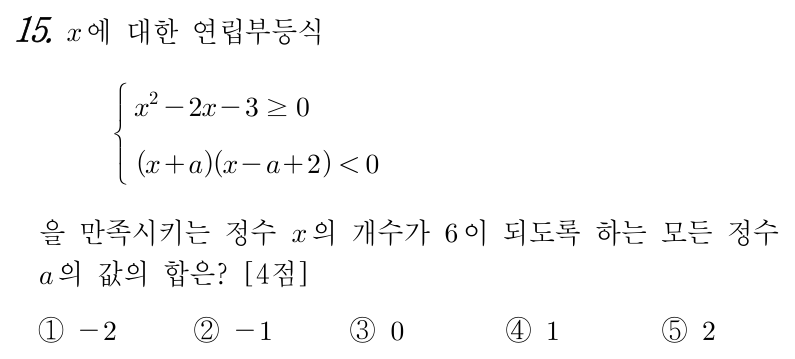 15. x에 대한 연립부등식
x² − 2x − 3 ≥ 0
(x + a)(x − a + 2) < 0
을 만족시키는 정수 x의 개수가 6이 되도록 하는 모든 정수
a의 값의 합은? [4점]
① −2 ② −1 ③ 0 ④ 1 ⑤ 2